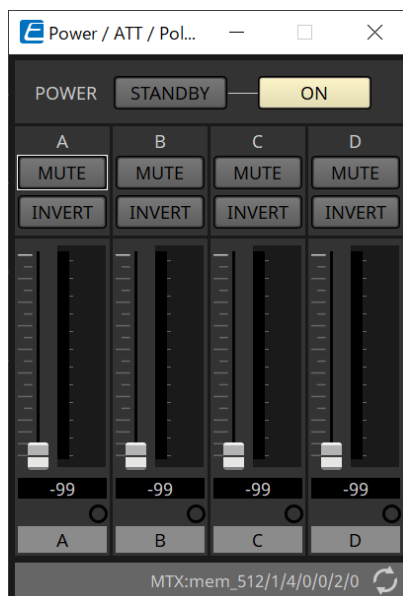 E Power / ATT / Pol...
POWER STANDBY ON
A B C D
MUTE MUTE MUTE MUTE
INVERT INVERT INVERT INVERT
-99 -99 -99 -99
A B C D
MTX:mem_512/1/4/0/0/2/0